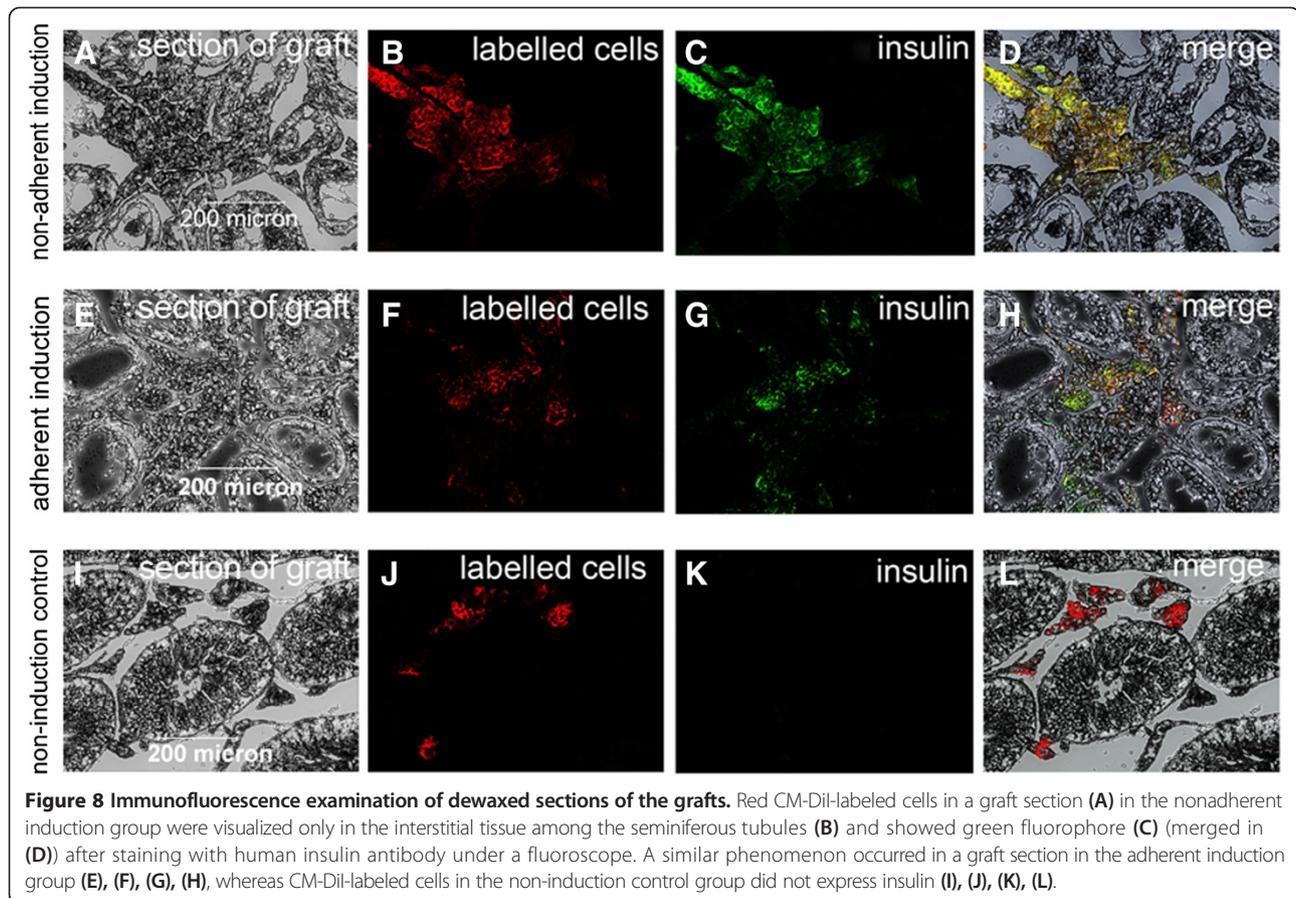 non-adherent induction
A section of graft
B labelled cells
C insulin
D merge
200 micron
adherent induction
E section of graft
F labelled cells
G insulin
H merge
200 micron
non-induction control
I section of graft
J labelled cells
K insulin
L merge
200 micron
Figure 8 Immunofluorescence examination of dewaxed sections of the grafts. Red CM-DiI-labeled cells in a graft section (A) in the nonadherent
induction group were visualized only in the interstitial tissue among the seminiferous tubules (B) and showed green fluorophore (C) (merged in
(D)) after staining with human insulin antibody under a fluoroscope. A similar phenomenon occurred in a graft section in the adherent induction
group (E), (F), (G), (H), whereas CM-DiI-labeled cells in the non-induction control group did not express insulin (I), (J), (K), (L).